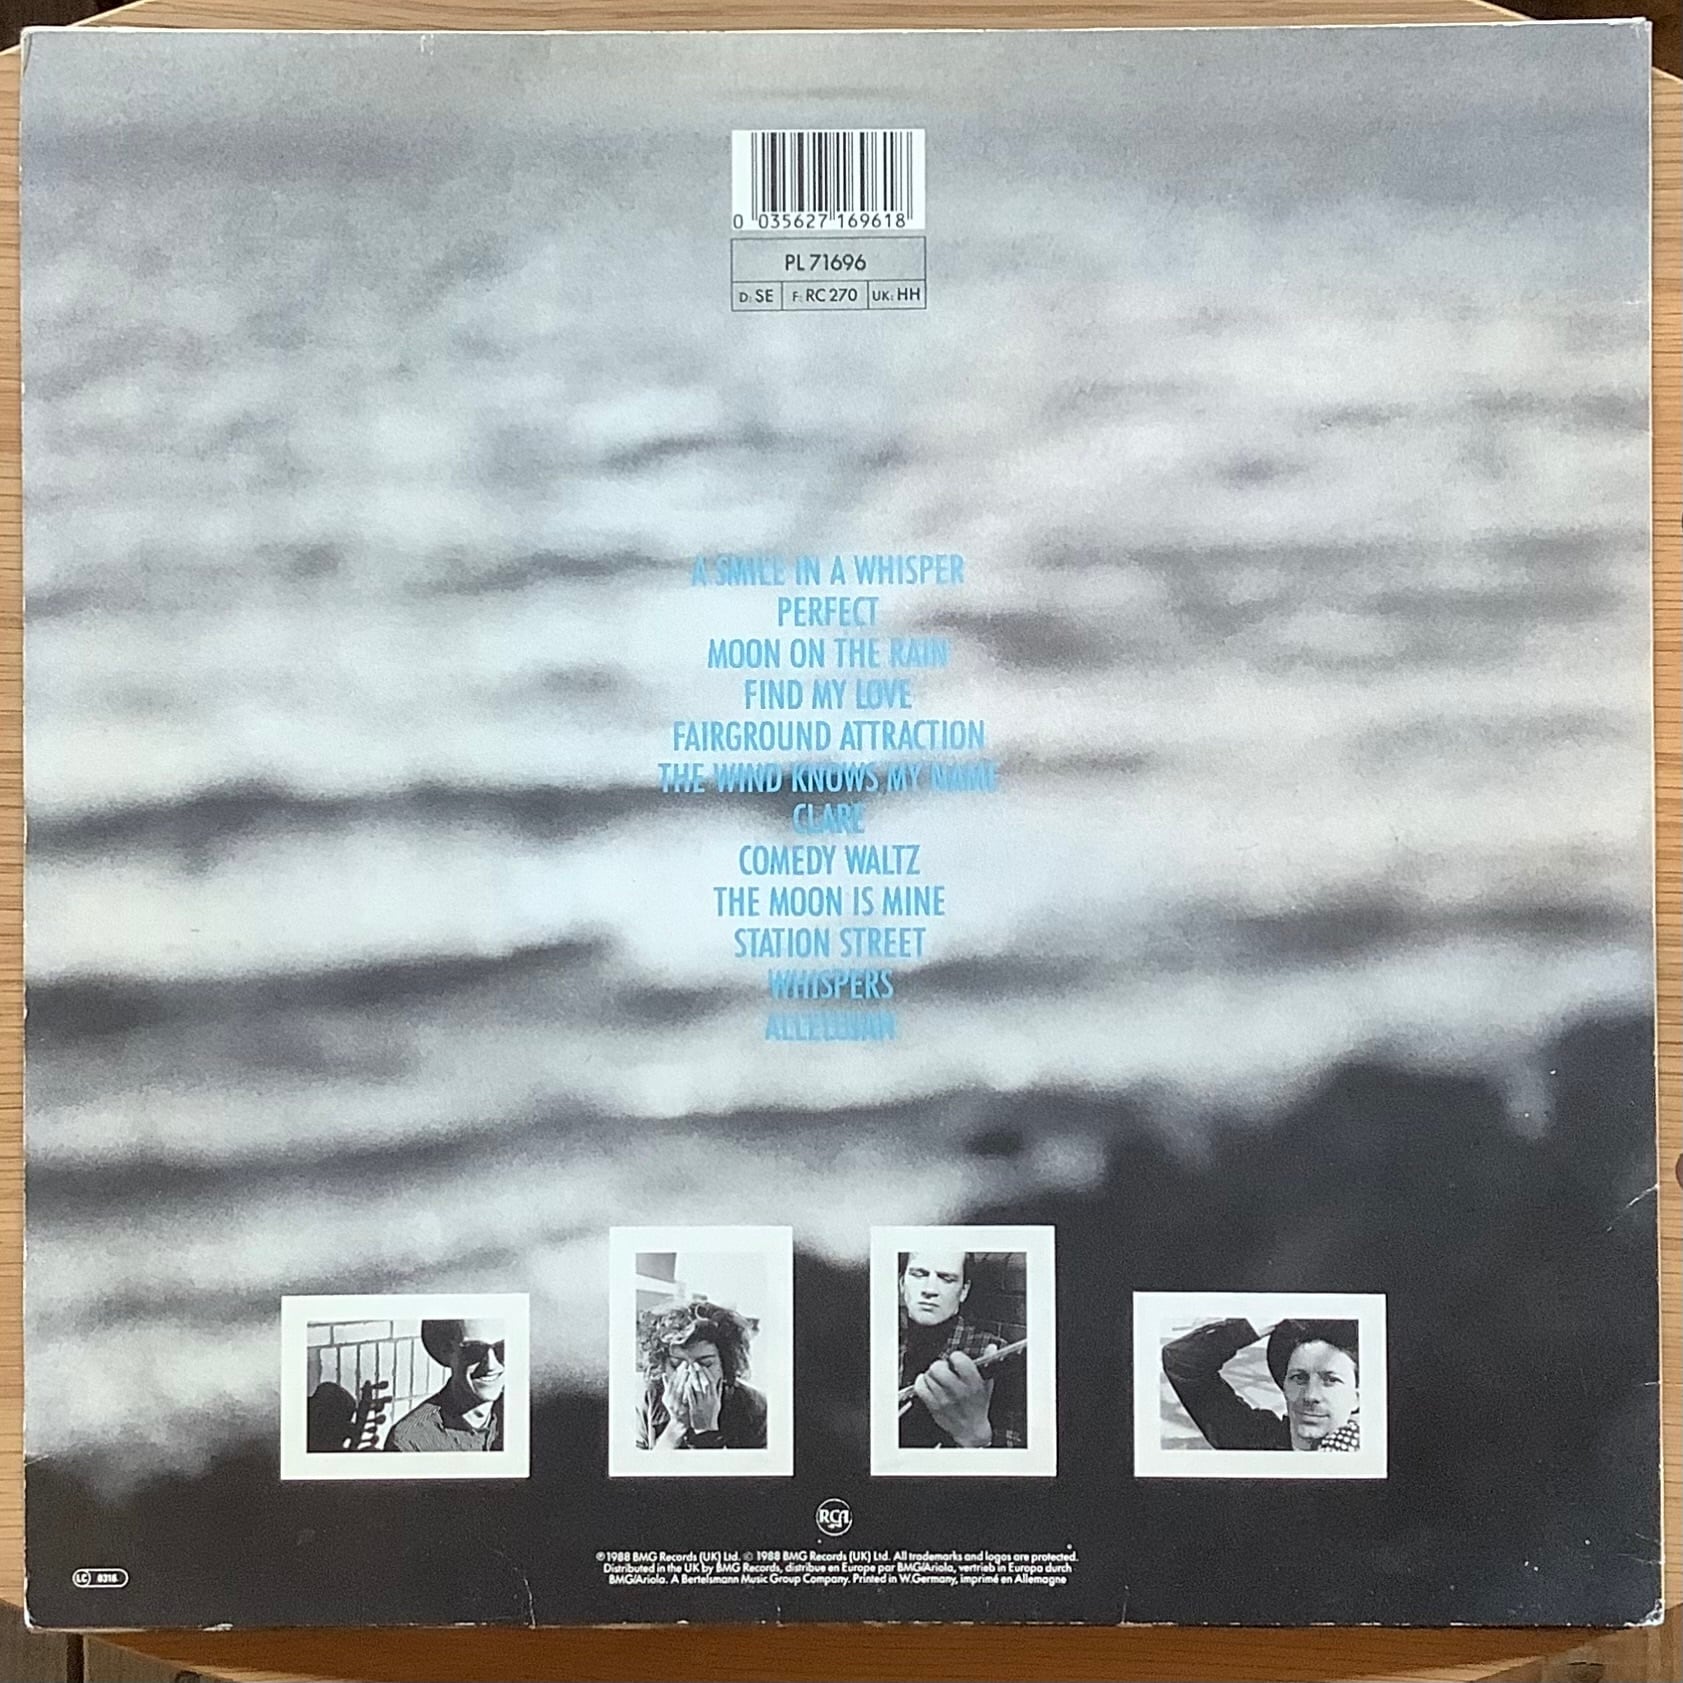 0 035627 169618
PL 71696
D: SE F: RC 270 UK: HH
A SMILE IN A WHISPER
PERFECT
MOON ON THE RAIN
FIND MY LOVE
FAIRGROUND ATTRACTION
THE WIND KNOWS MY NAME
CLARE
COMEDY WALTZ
THE MOON IS MINE
STATION STREET
WHISPERS
ALLELUJAH
RCA
℗ 1988 BMG Records (UK) Ltd. © 1988 BMG Records (UK) Ltd. All trademarks and logos are protected.
Distributed in the UK by BMG Records, distribue en Europe par BMG/Ariola, vertrieb in Europa durch
BMG/Ariola. A Bertelsmann Music Group Company. Printed in W.Germany, imprimé en Allemagne
LC 0316